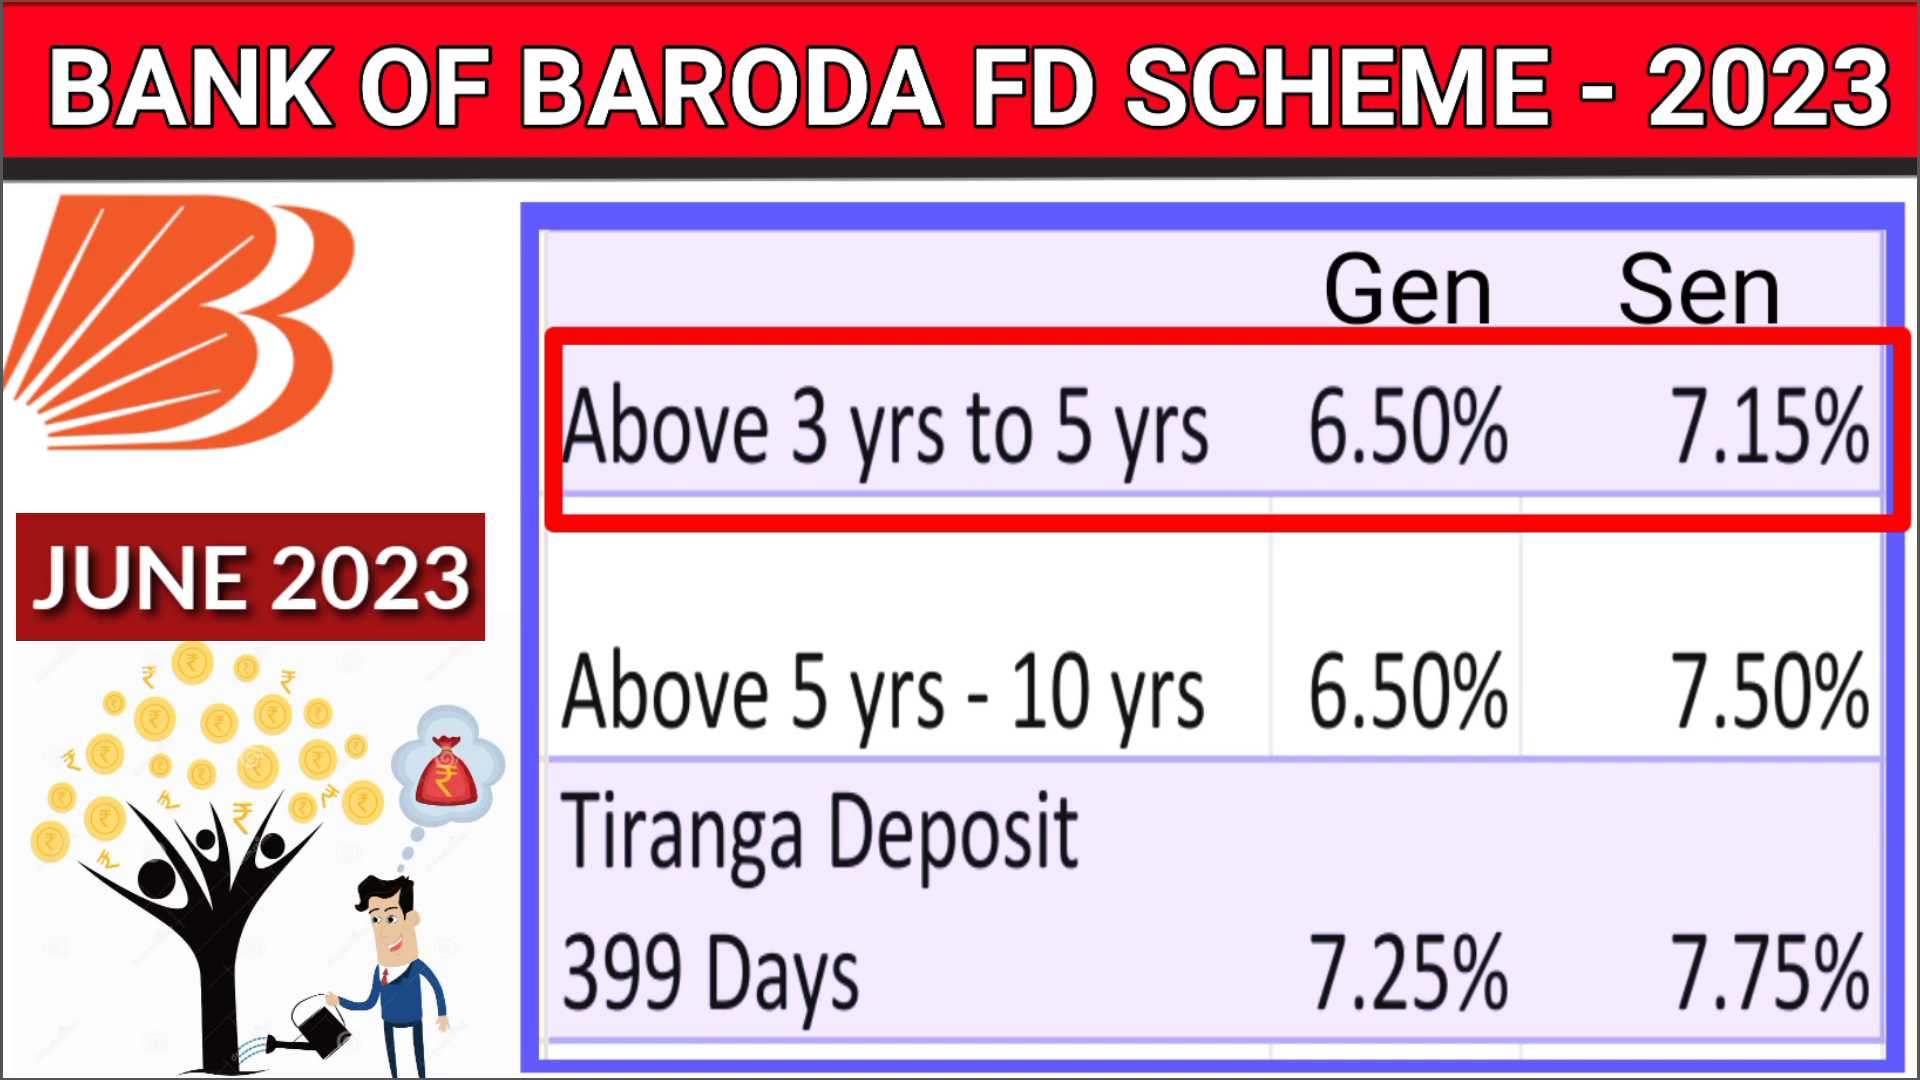 BANK OF BARODA FD SCHEME - 2023
JUNE 2023
Gen Sen
Above 3 yrs to 5 yrs 6.50% 7.15%
Above 5 yrs - 10 yrs 6.50% 7.50%
Tiranga Deposit
399 Days 7.25% 7.75%